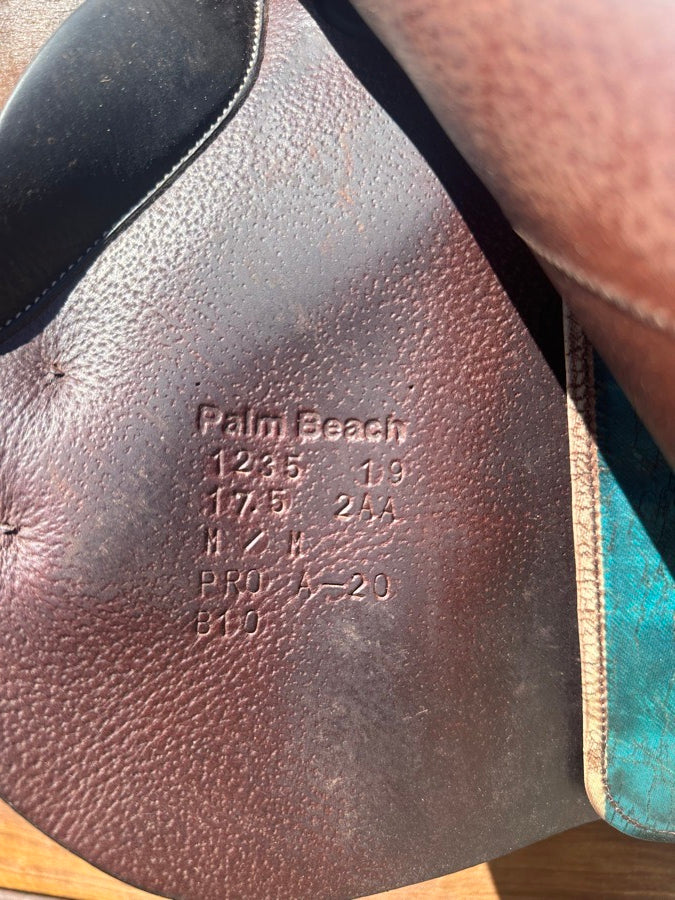 Palm Beach
1235 19
17.5 2AA
M / M
PRO A-20
B10